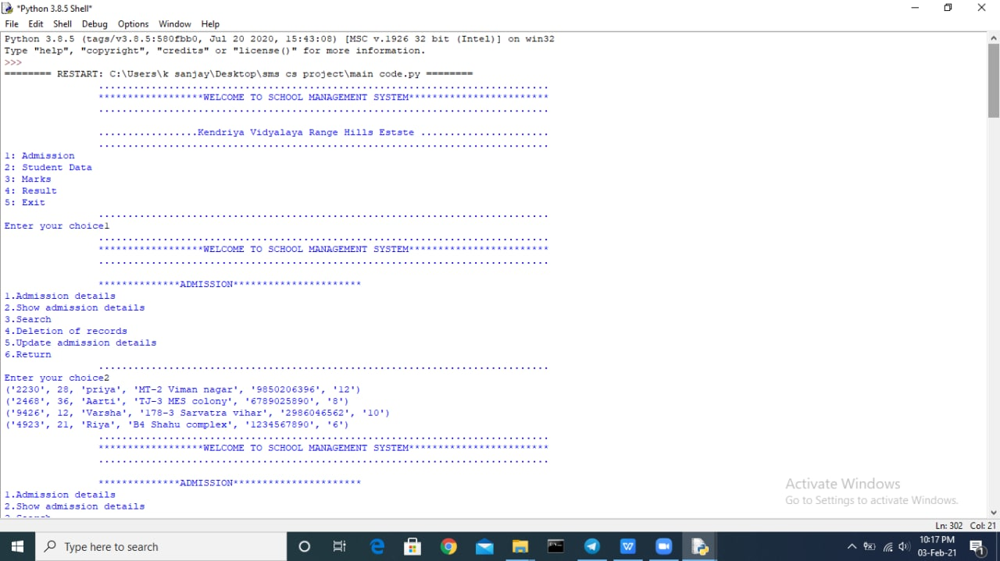 *Python 3.8.5 Shell*
File Edit Shell Debug Options Window Help
Python 3.8.5 (tags/v3.8.5:580fbb0, Jul 20 2020, 15:43:08) [MSC v.1926 32 bit (Intel)] on win32
Type "help", "copyright", "credits" or "license()" for more information.
>>>
======== RESTART: C:\Users\k sanjay\Desktop\sms cs project\main code.py ========
.............................................................................
******************WELCOME TO SCHOOL MANAGEMENT SYSTEM************************
.............................................................................
.................Kendriya Vidyalaya Range Hills Estste ......................
.............................................................................
1: Admission
2: Student Data
3: Marks
4: Result
5: Exit
.............................................................................
Enter your choice1
.............................................................................
******************WELCOME TO SCHOOL MANAGEMENT SYSTEM************************
.............................................................................
**************ADMISSION**********************
1.Admission details
2.Show admission details
3.Search
4.Deletion of records
5.Update admission details
6.Return
.............................................................................
Enter your choice2
('2230', 28, 'priya', 'MT-2 Viman nagar', '9850206396', '12')
('2468', 36, 'Aarti', 'TJ-3 MES colony', '6789025890', '8')
('9426', 12, 'Varsha', '178-3 Sarvatra vihar', '2986046562', '10')
('4923', 21, 'Riya', 'B4 Shahu complex', '1234567890', '6')
.............................................................................
******************WELCOME TO SCHOOL MANAGEMENT SYSTEM************************
.............................................................................
**************ADMISSION**********************
1.Admission details
2.Show admission details
3.Search
Activate Windows
Go to Settings to activate Windows.
Ln: 302 Col: 21
Type here to search
10:17 PM
03-Feb-21